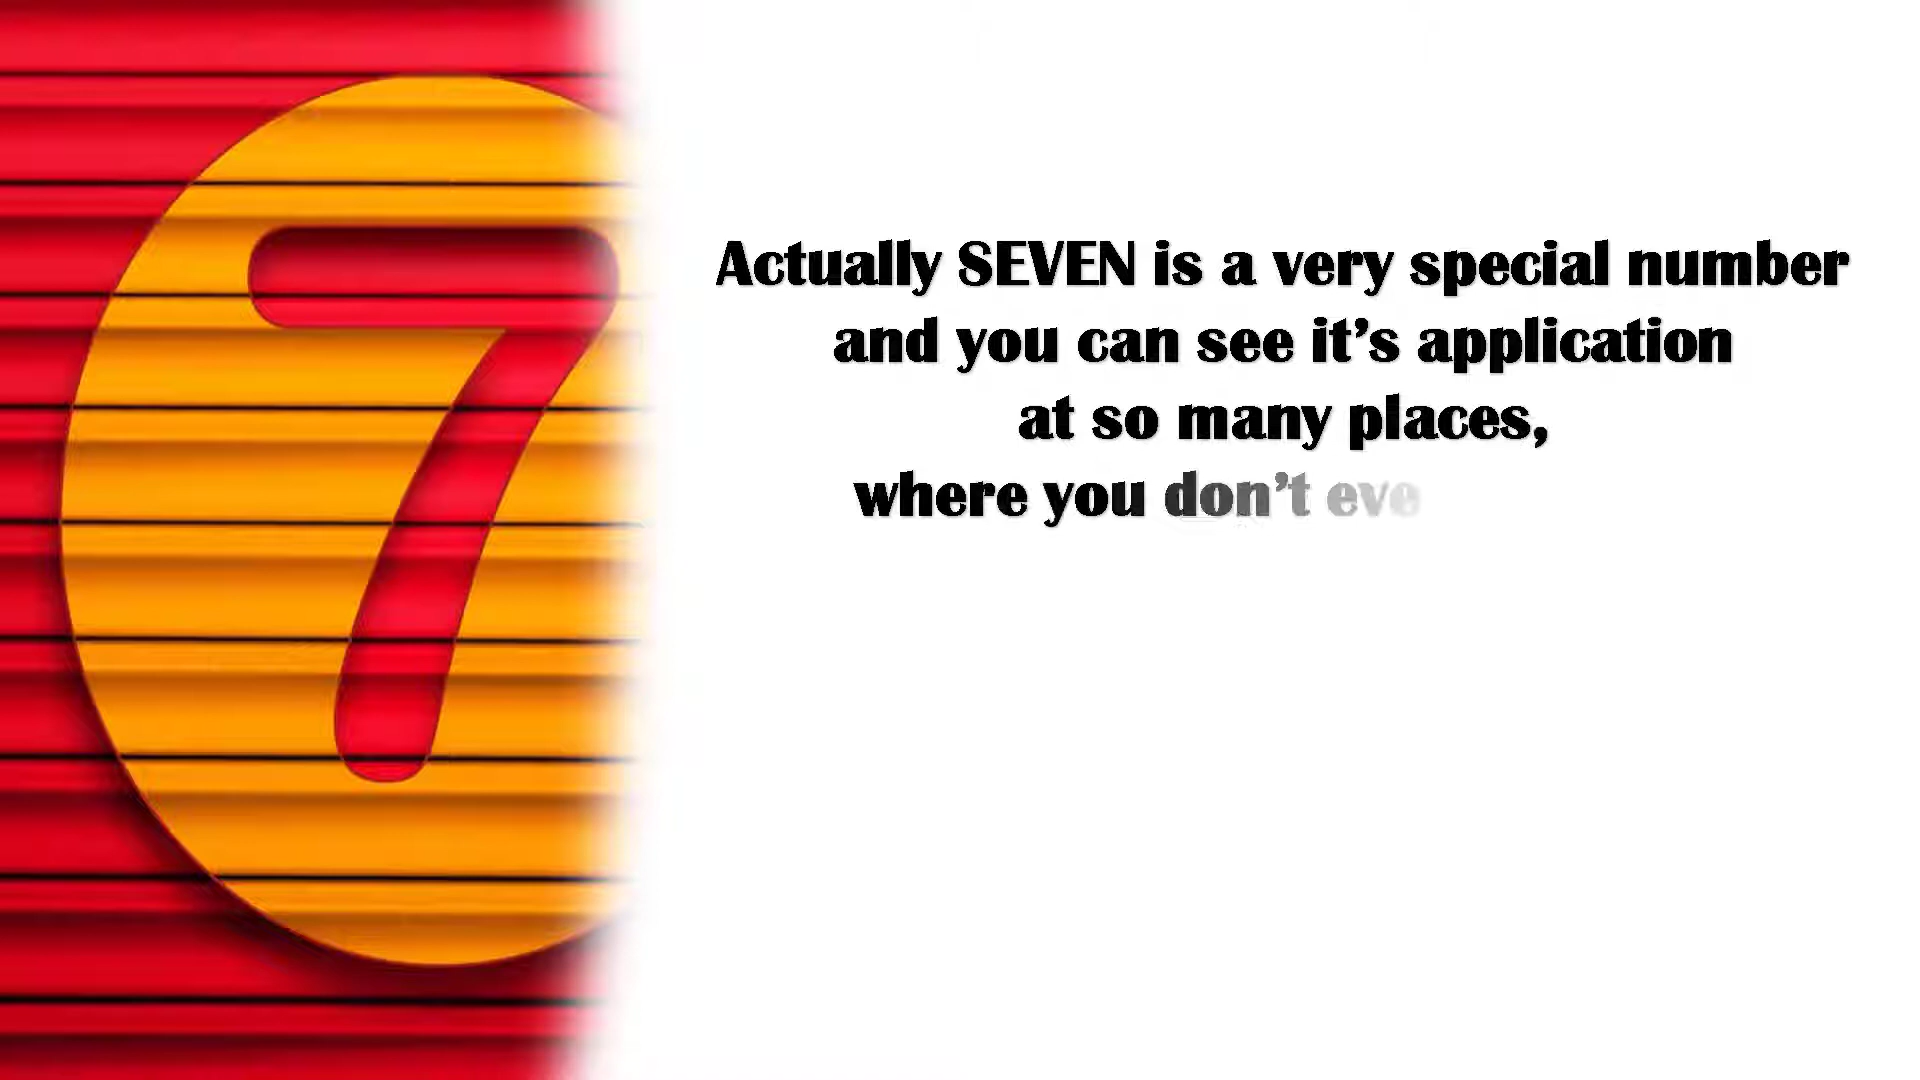 7
Actually SEVEN is a very special number
and you can see it’s application
at so many places,
where you don’t eve